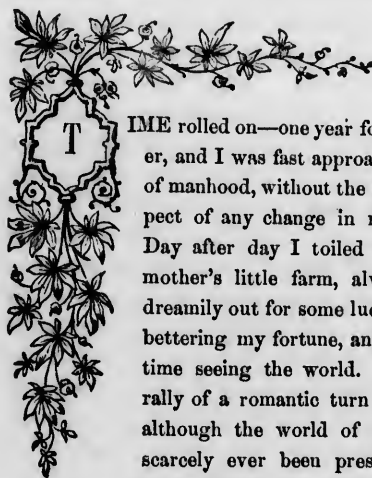 TIME rolled on—one year fo
er, and I was fast approa
of manhood, without the
pect of any change in
Day after day I toiled
mother's little farm, al
dreamily out for some luc
bettering my fortune, an
time seeing the world.
rally of a romantic turn
although the world of
scarcely ever been pres